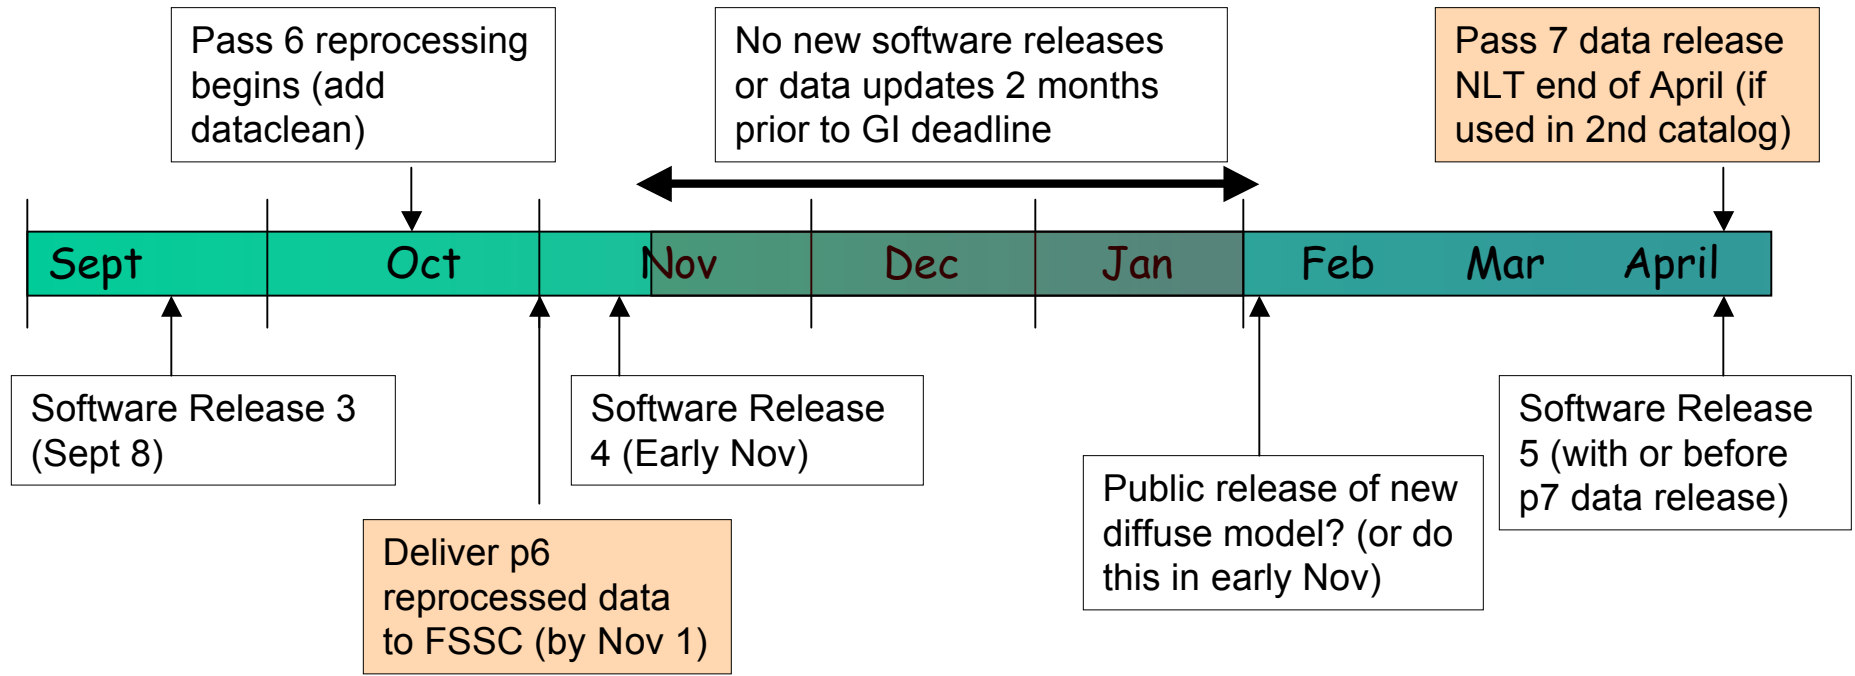 Pass 6 reprocessing
begins (add
dataclean)
No new software releases
or data updates 2 months
prior to GI deadline
Pass 7 data release
NLT end of April (if
used in 2nd catalog)
Sept Oct Nov Dec Jan Feb Mar April
Software Release 3
(Sept 8)
Deliver p6
reprocessed data
to FSSC (by Nov 1)
Software Release
4 (Early Nov)
Public release of new
diffuse model? (or do
this in early Nov)
Software Release
5 (with or before
p7 data release)